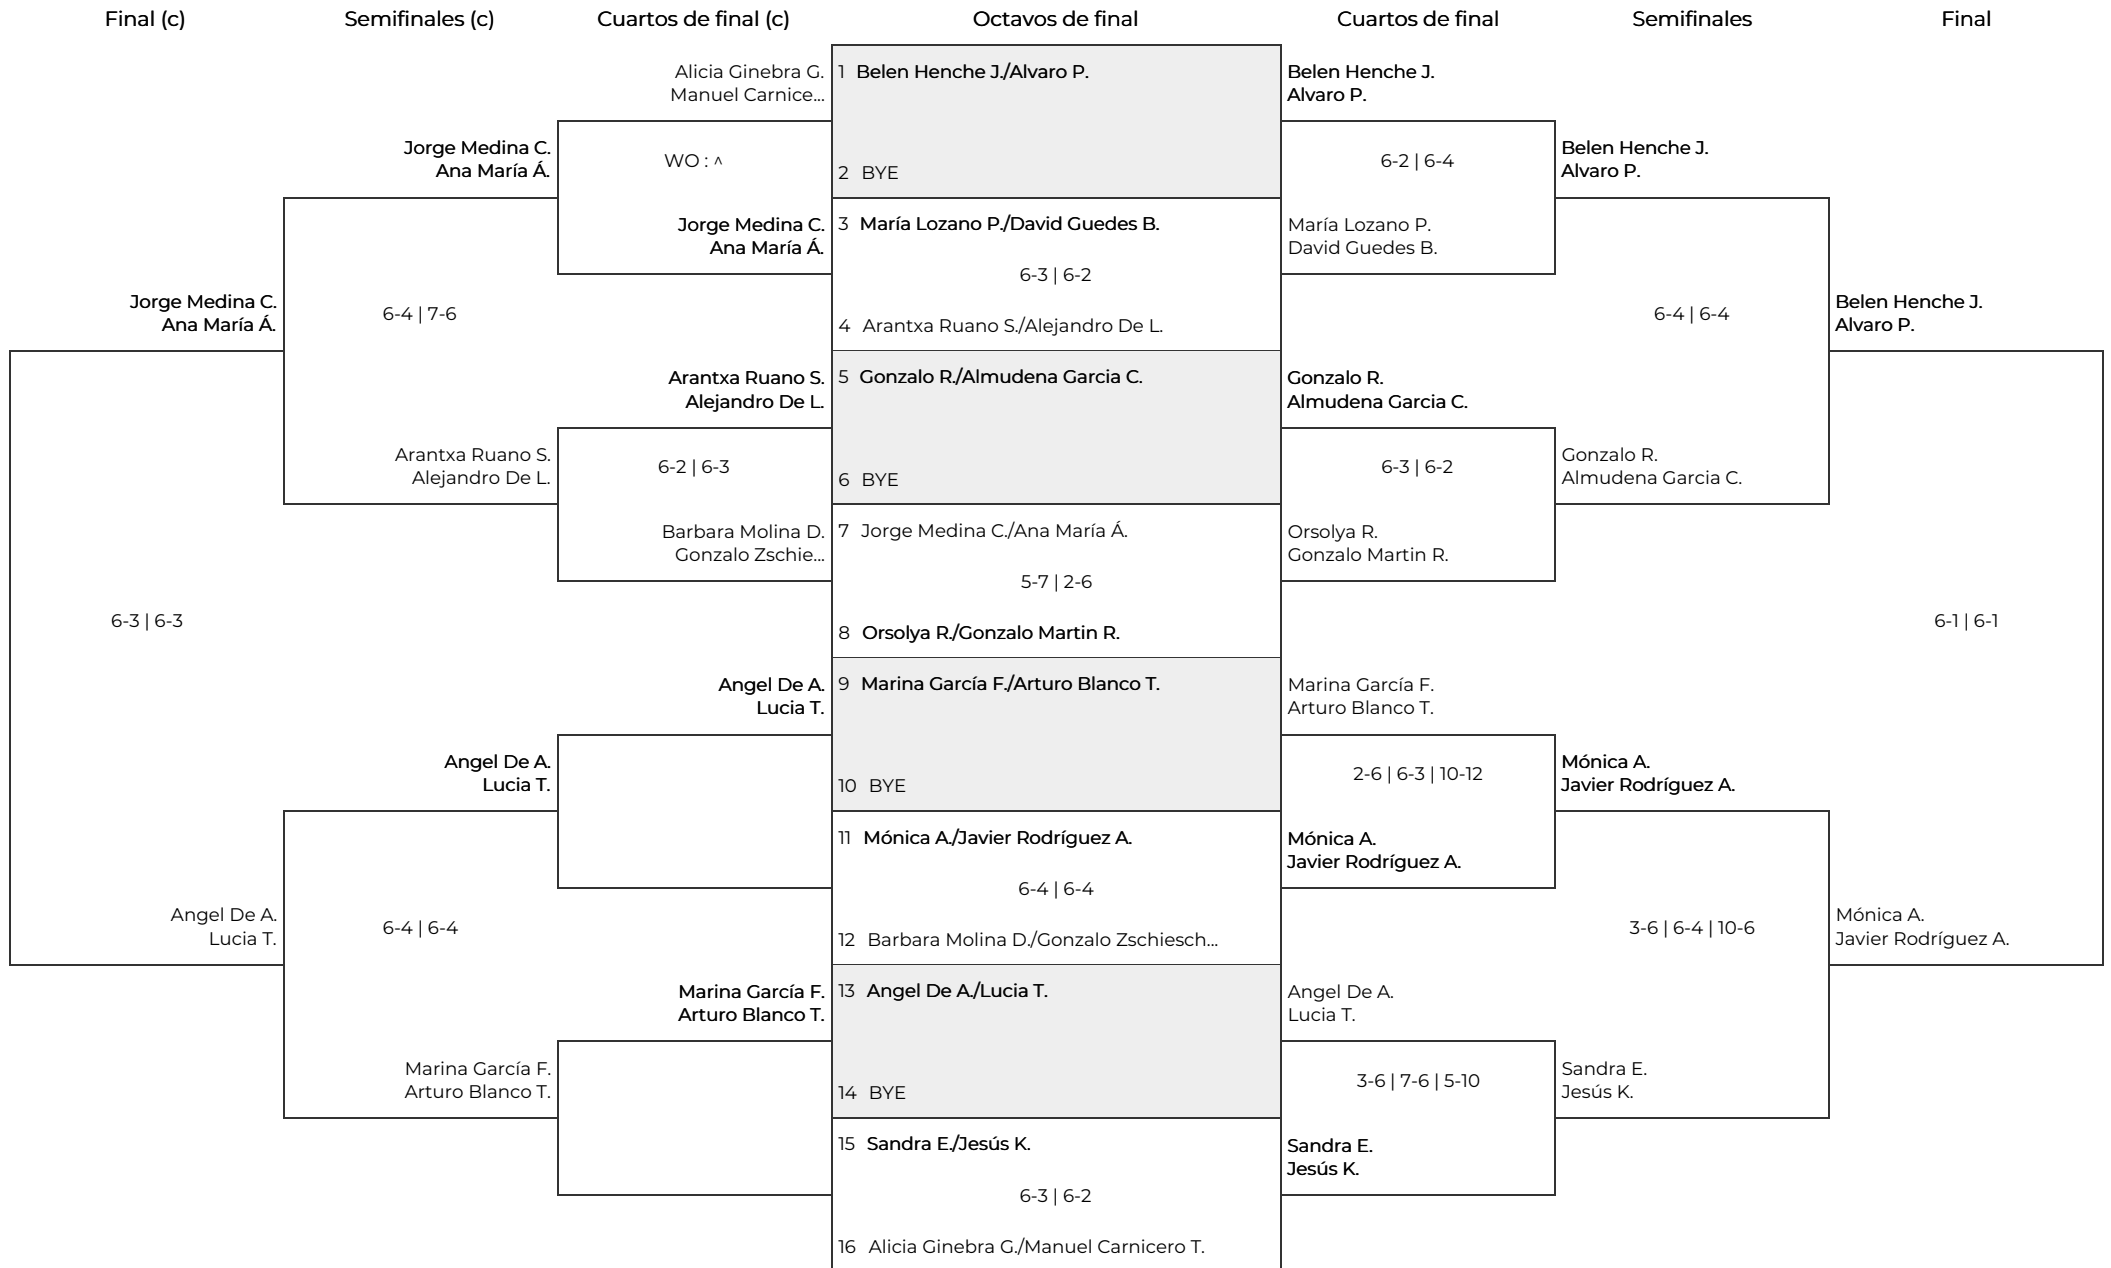 Final (c)
Semifinales (c)
Cuartos de final (c)
Octavos de final
Cuartos de final
Semifinales
Final
Jorge Medina C.
Ana María Á.
6-3 | 6-3
Angel De A.
Lucia T.
Jorge Medina C.
Ana María Á.
6-4 | 7-6
Arantxa Ruano S.
Alejandro De L.
Angel De A.
Lucia T.
6-4 | 6-4
Marina García F.
Arturo Blanco T.
Alicia Ginebra G.
Manuel Carnice...
WO : ^
Jorge Medina C.
Ana María Á.
Arantxa Ruano S.
Alejandro De L.
6-2 | 6-3
Barbara Molina D.
Gonzalo Zschie...
Angel De A.
Lucia T.
Marina García F.
Arturo Blanco T.
1 Belen Henche J./Alvaro P.
2 BYE
3 María Lozano P./David Guedes B.
6-3 | 6-2
4 Arantxa Ruano S./Alejandro De L.
5 Gonzalo R./Almudena Garcia C.
6 BYE
7 Jorge Medina C./Ana María Á.
5-7 | 2-6
8 Orsolya R./Gonzalo Martin R.
9 Marina García F./Arturo Blanco T.
10 BYE
11 Mónica A./Javier Rodríguez A.
6-4 | 6-4
12 Barbara Molina D./Gonzalo Zschiesch...
13 Angel De A./Lucia T.
14 BYE
15 Sandra E./Jesús K.
6-3 | 6-2
16 Alicia Ginebra G./Manuel Carnicero T.
Belen Henche J.
Alvaro P.
6-2 | 6-4
María Lozano P.
David Guedes B.
Gonzalo R.
Almudena Garcia C.
6-3 | 6-2
Orsolya R.
Gonzalo Martin R.
Marina García F.
Arturo Blanco T.
2-6 | 6-3 | 10-12
Mónica A.
Javier Rodríguez A.
Angel De A.
Lucia T.
3-6 | 7-6 | 5-10
Sandra E.
Jesús K.
Belen Henche J.
Alvaro P.
6-4 | 6-4
Gonzalo R.
Almudena Garcia C.
Mónica A.
Javier Rodríguez A.
3-6 | 6-4 | 10-6
Sandra E.
Jesús K.
Belen Henche J.
Alvaro P.
6-1 | 6-1
Mónica A.
Javier Rodríguez A.